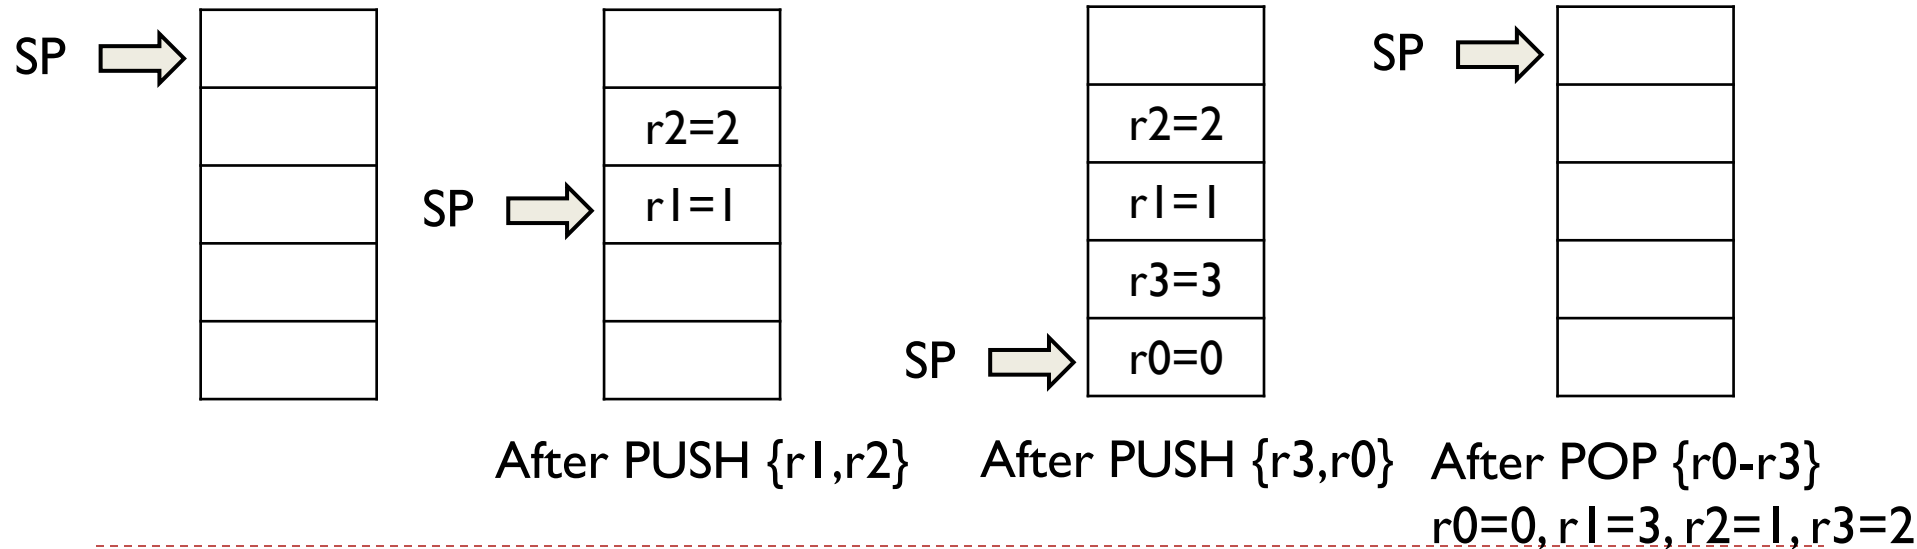 SP
r2=2
SP
r1=1
After PUSH {r1,r2}
r2=2
r1=1
r3=3
SP
r0=0
After PUSH {r3,r0}
SP
After POP {r0-r3}
r0=0, r1=3, r2=1, r3=2